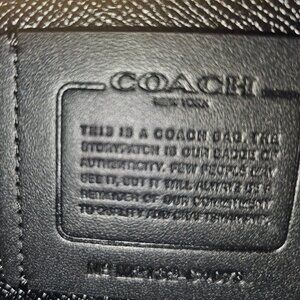 COACH
NEW YORK
THIS IS A COACH BAG. THE
STORYPATCH IS OUR BADGE OF
AUTHENTICITY. FEW PEOPLE MAY
SEE IT, BUT IT WILL ALWAYS BE A
REMINDER OF OUR COMMITMENT
TO QUALITY AND CRAFTSMANSHIP.